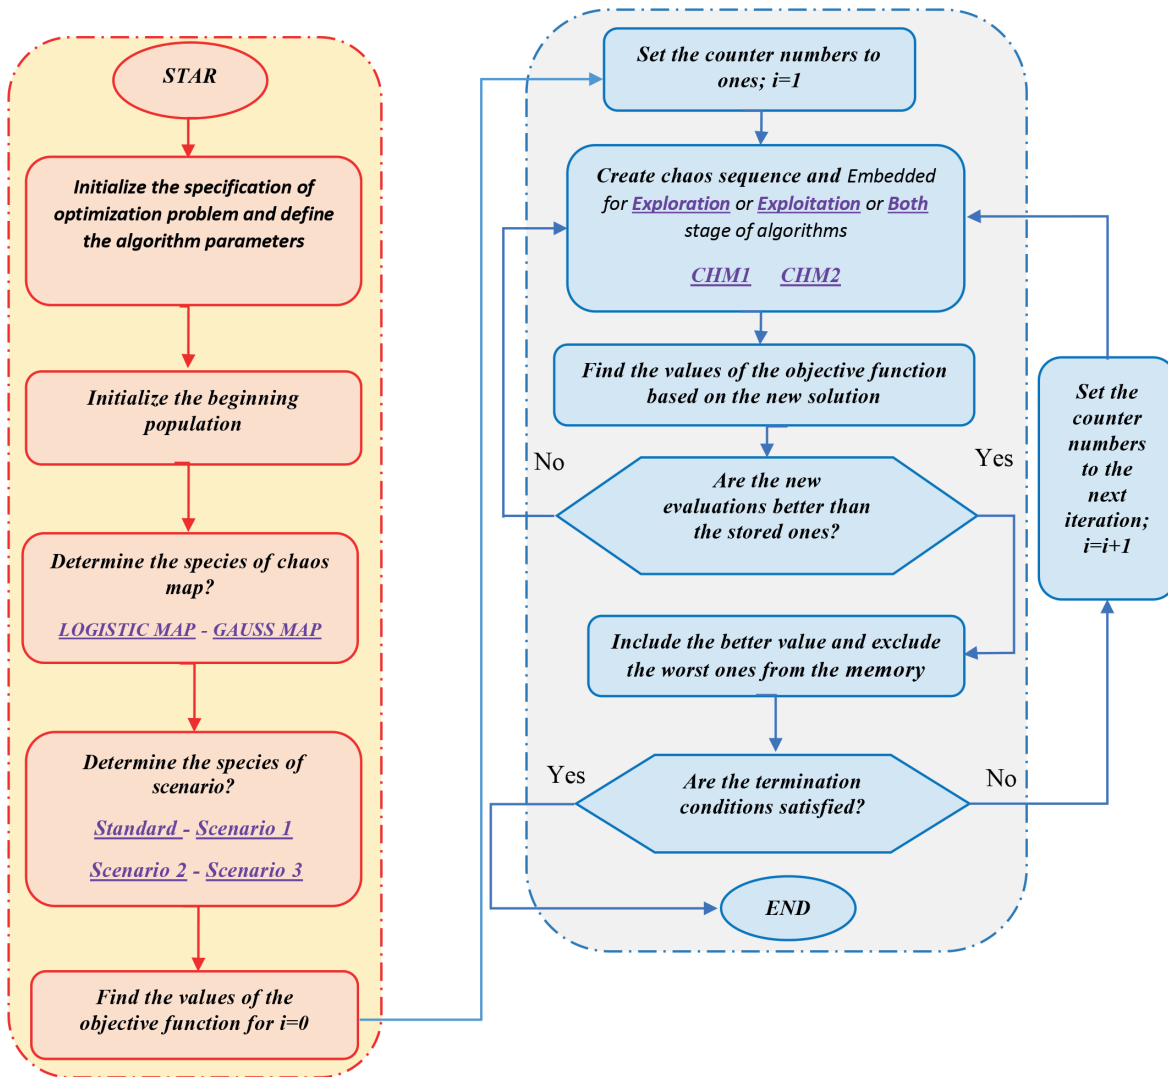 STAR
Initialize the specification of
optimization problem and define
the algorithm parameters
Initialize the beginning
population
Determine the species of chaos
map?
LOGISTIC MAP - GAUSS MAP
Determine the species of
scenario?
Standard - Scenario 1
Scenario 2 - Scenario 3
Find the values of the
objective function for i=0
Set the counter numbers to
ones; i=1
Create chaos sequence and Embedded
for Exploration or Exploitation or Both
stage of algorithms
CHM1 CHM2
Find the values of the objective function
based on the new solution
No
Yes
Are the new
evaluations better than
the stored ones?
Include the better value and exclude
the worst ones from the memory
Yes
No
Are the termination
conditions satisfied?
END
Set the
counter
numbers
to the
next
iteration;
i=i+1